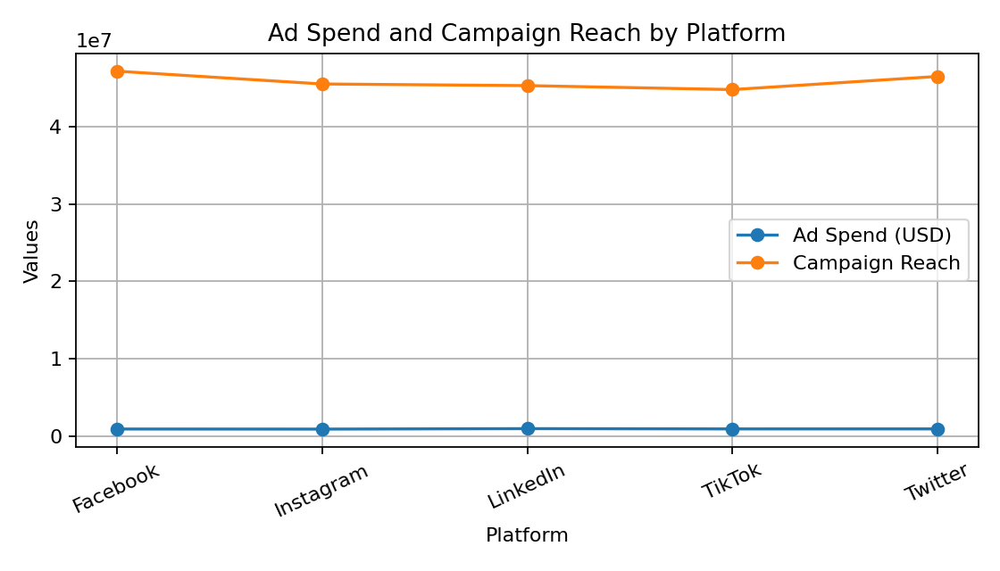 Ad Spend and Campaign Reach by Platform
1e7
4
3
2
1
0
Values
Ad Spend (USD)
Campaign Reach
Facebook
Instagram
LinkedIn
TikTok
Twitter
Platform